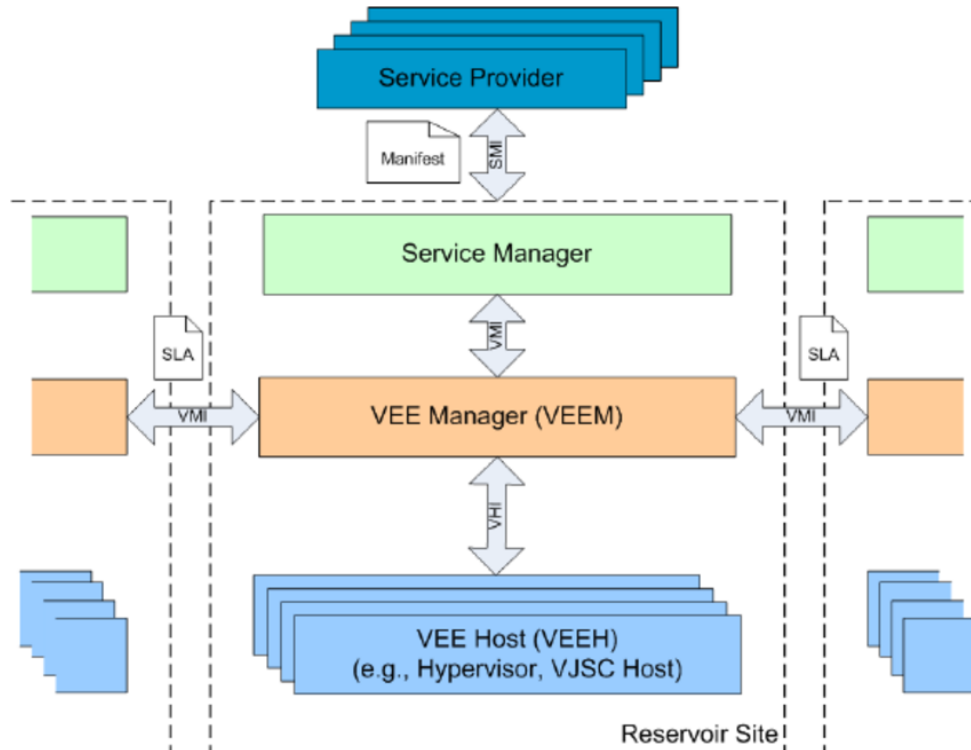 Service Provider
Manifest
SMI
Service Manager
VMI
SLA
SLA
VMI
VEE Manager (VEEM)
VMI
VHI
VEE Host (VEEH)
(e.g., Hypervisor, VJSC Host)
Reservoir Site